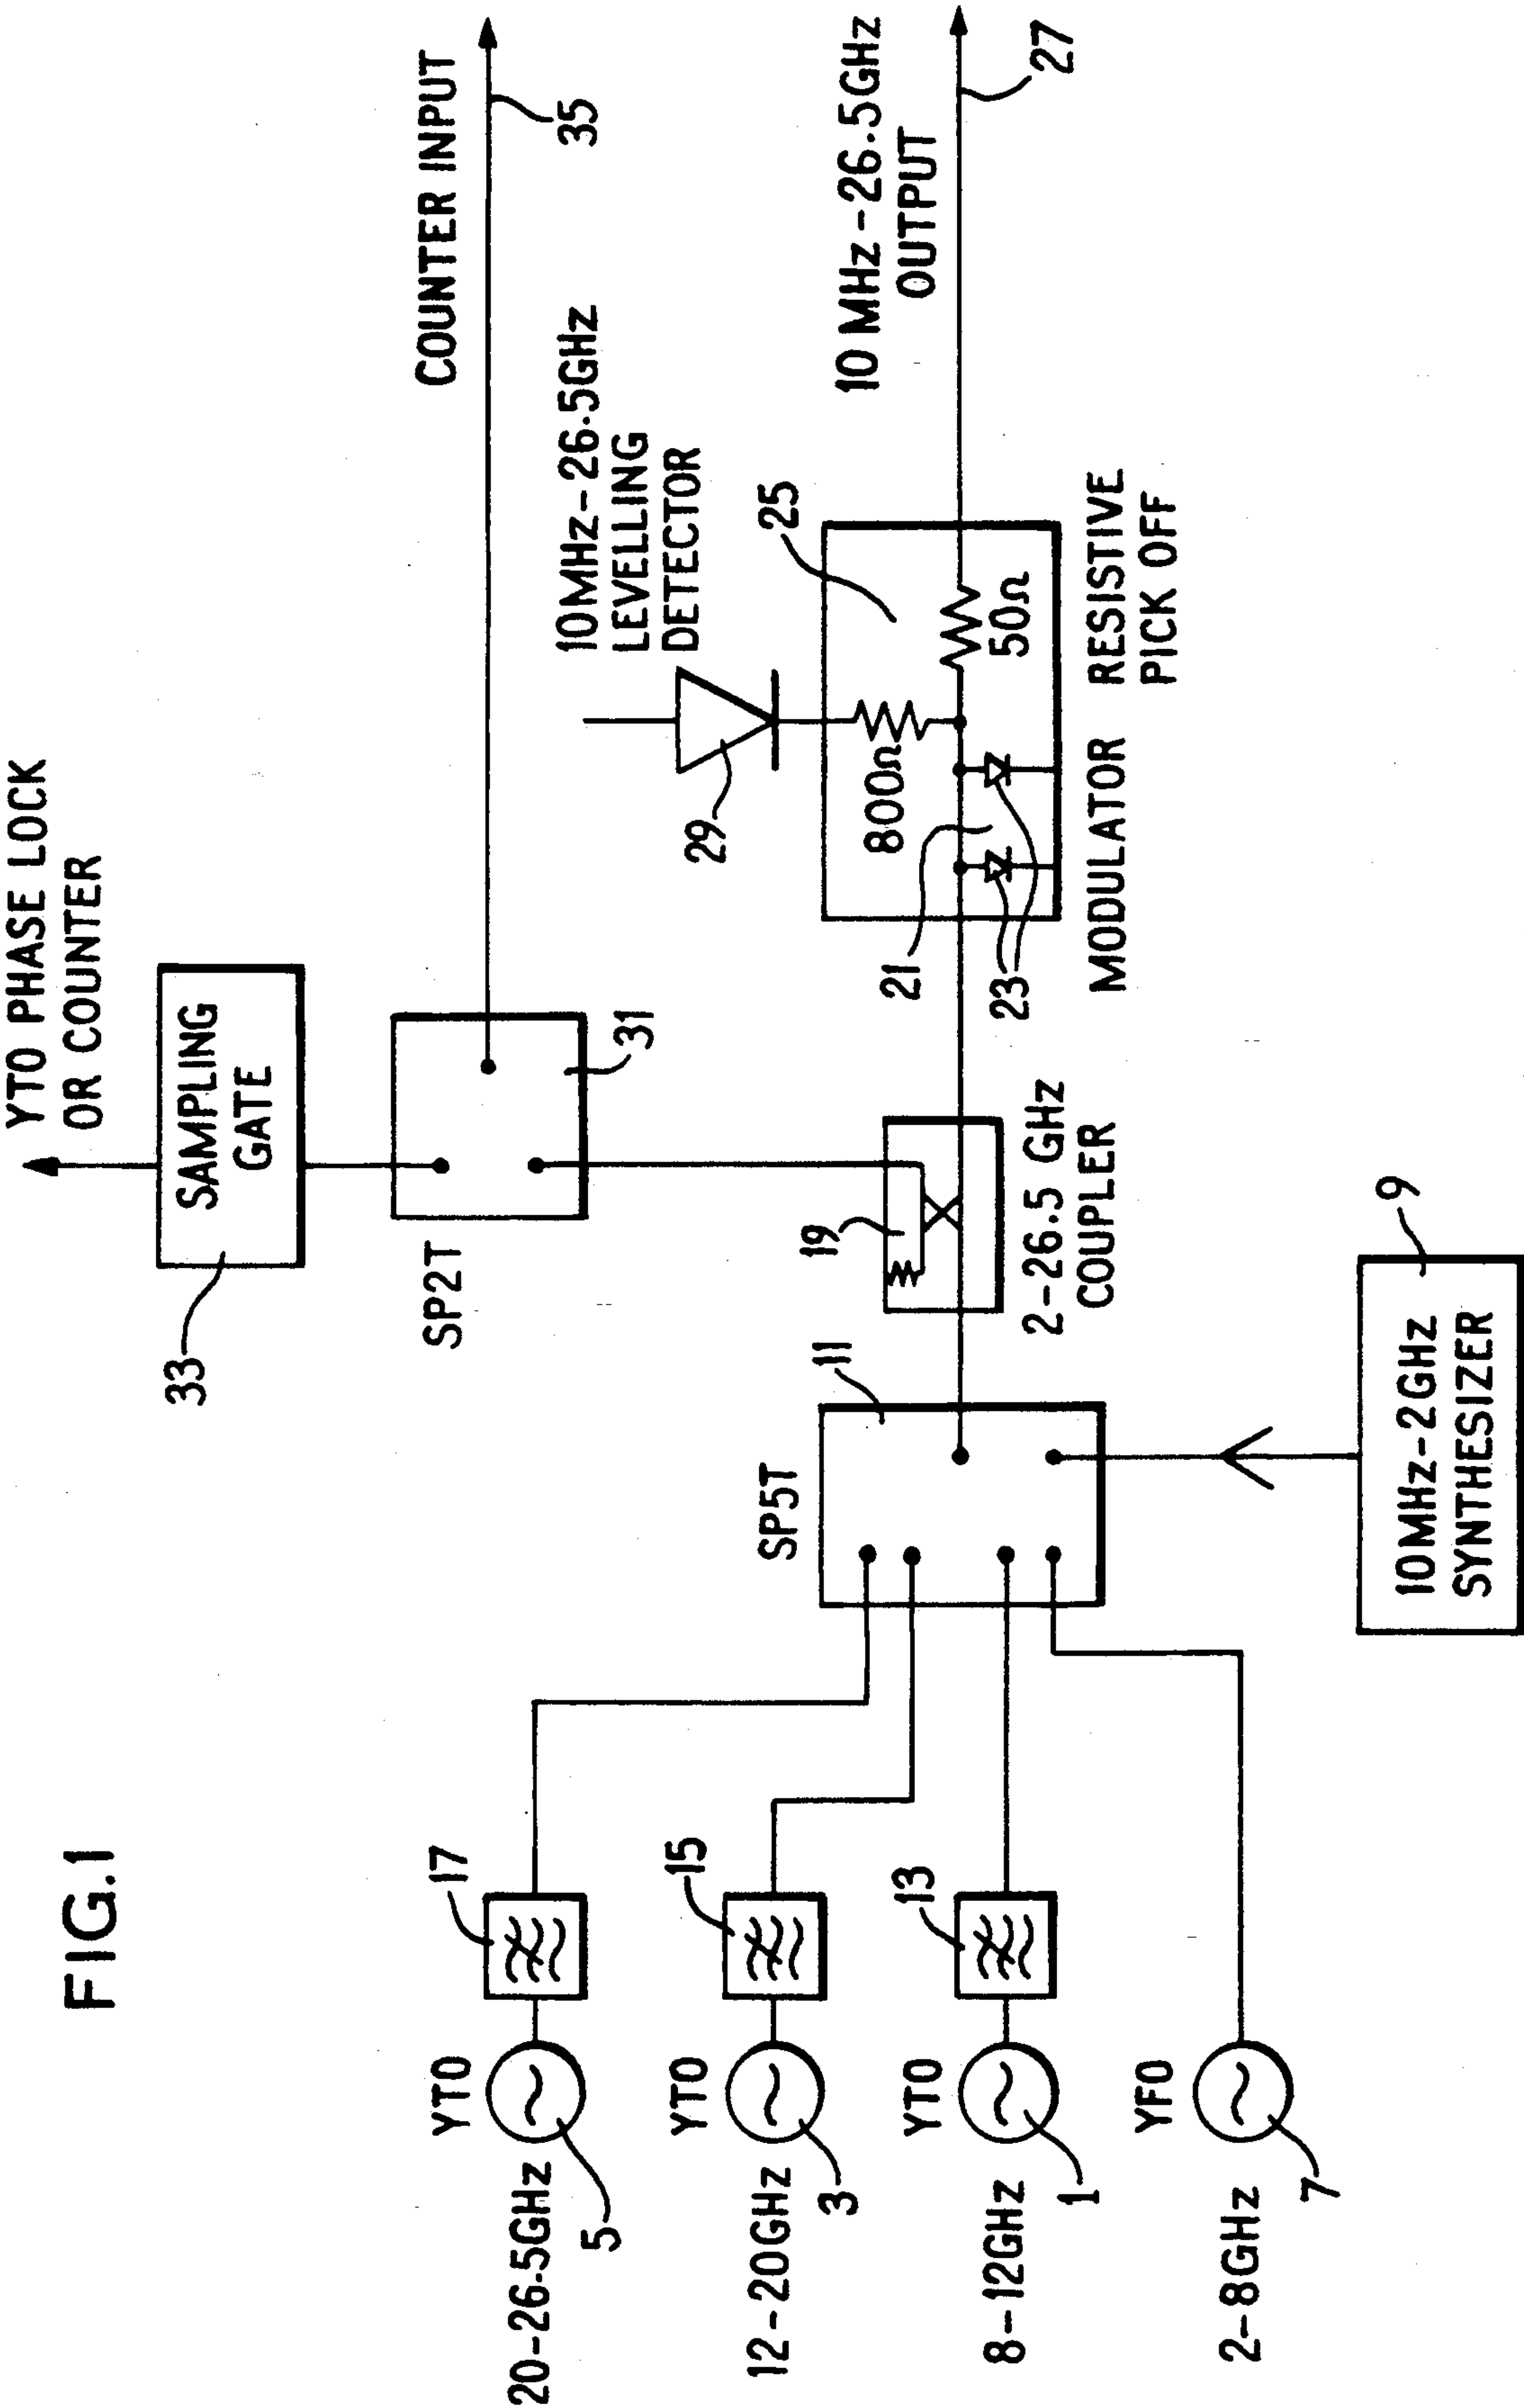 FIG.1
YTO PHASE LOCK
OR COUNTER
SAMPLING
GATE
33
SP2T
31
COUNTER INPUT
35
YTO
20-26.5GHz
5
17
YTO
12-20GHz
3
15
YTO
8-12GHz
1
13
YFO
2-8GHz
7
SP5T
11
10MHz-2GHz
SYNTHESIZER
9
19
2-26.5 GHz
COUPLER
21
23
MODULATOR
800Ω
50Ω
25
RESISTIVE
PICK OFF
29
10MHz-26.5GHz
LEVELLING
DETECTOR
10 MHz-26.5GHz
OUTPUT
27